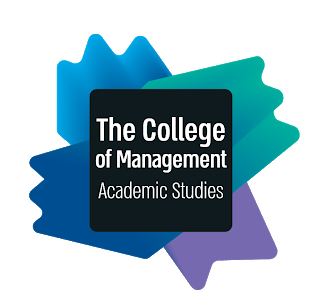 The College
of Management
Academic Studies